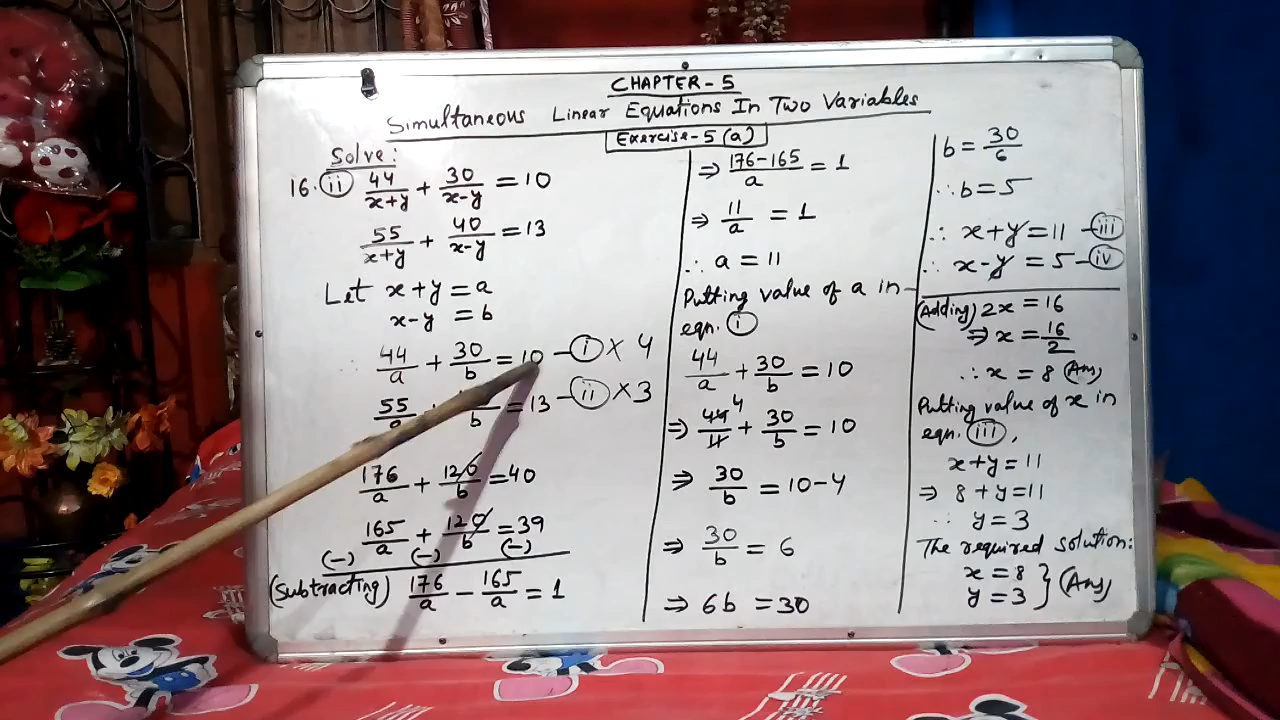 CHAPTER-5
Simultaneous Linear Equations In Two Variables
Exercise-5(a)
Solve:
16. (ii) 44/(x+y) + 30/(x-y) = 10
55/(x+y) + 40/(x-y) = 13
Let x+y = a
x-y = b
∴ 44/a + 30/b = 10 - (i) × 4
55/a + /b = 13 - (ii) × 3
176/a + 120/b = 40
165/a + 120/b = 39
(-) (-) (-)
(Subtracting) 176/a - 165/a = 1
⇒ (176-165)/a = 1
⇒ 11/a = 1
∴ a = 11
Putting value of a in
eqn. (i)
44/a + 30/b = 10
⇒ 44/11 4 + 30/b = 10
⇒ 30/b = 10-4
⇒ 30/b = 6
⇒ 6b = 30
b = 30/6
∴ b = 5
∴ x+y = 11 - (iii)
∴ x-y = 5 - (iv)
(Adding) 2x = 16
⇒ x = 16/2
∴ x = 8 (Ans)
Putting value of x in
eqn. (iii),
x+y = 11
⇒ 8+y = 11
∴ y = 3
The required solution:
x = 8
y = 3 } (Ans)